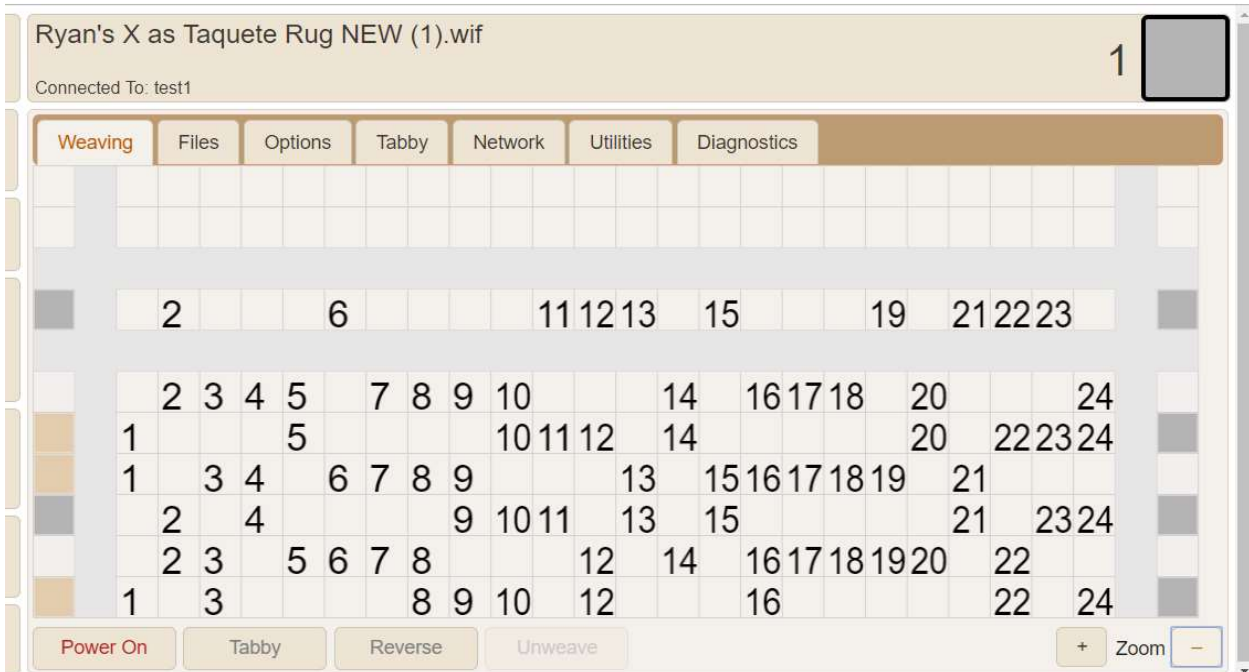 Ryan's X as Taquete Rug NEW (1).wif
1
Connected To: test1
Weaving Files Options Tabby Network Utilities Diagnostics
2 6 11 12 13 15 19 21 22 23
2 3 4 5 7 8 9 10 14 16 17 18 20 24
1 5 10 11 12 14 20 22 23 24
1 3 4 6 7 8 9 13 15 16 17 18 19 21
2 4 9 10 11 13 15 21 23 24
2 3 5 6 7 8 12 14 16 17 18 19 20 22
1 3 8 9 10 12 16 22 24
Power On Tabby Reverse Unweave + Zoom −